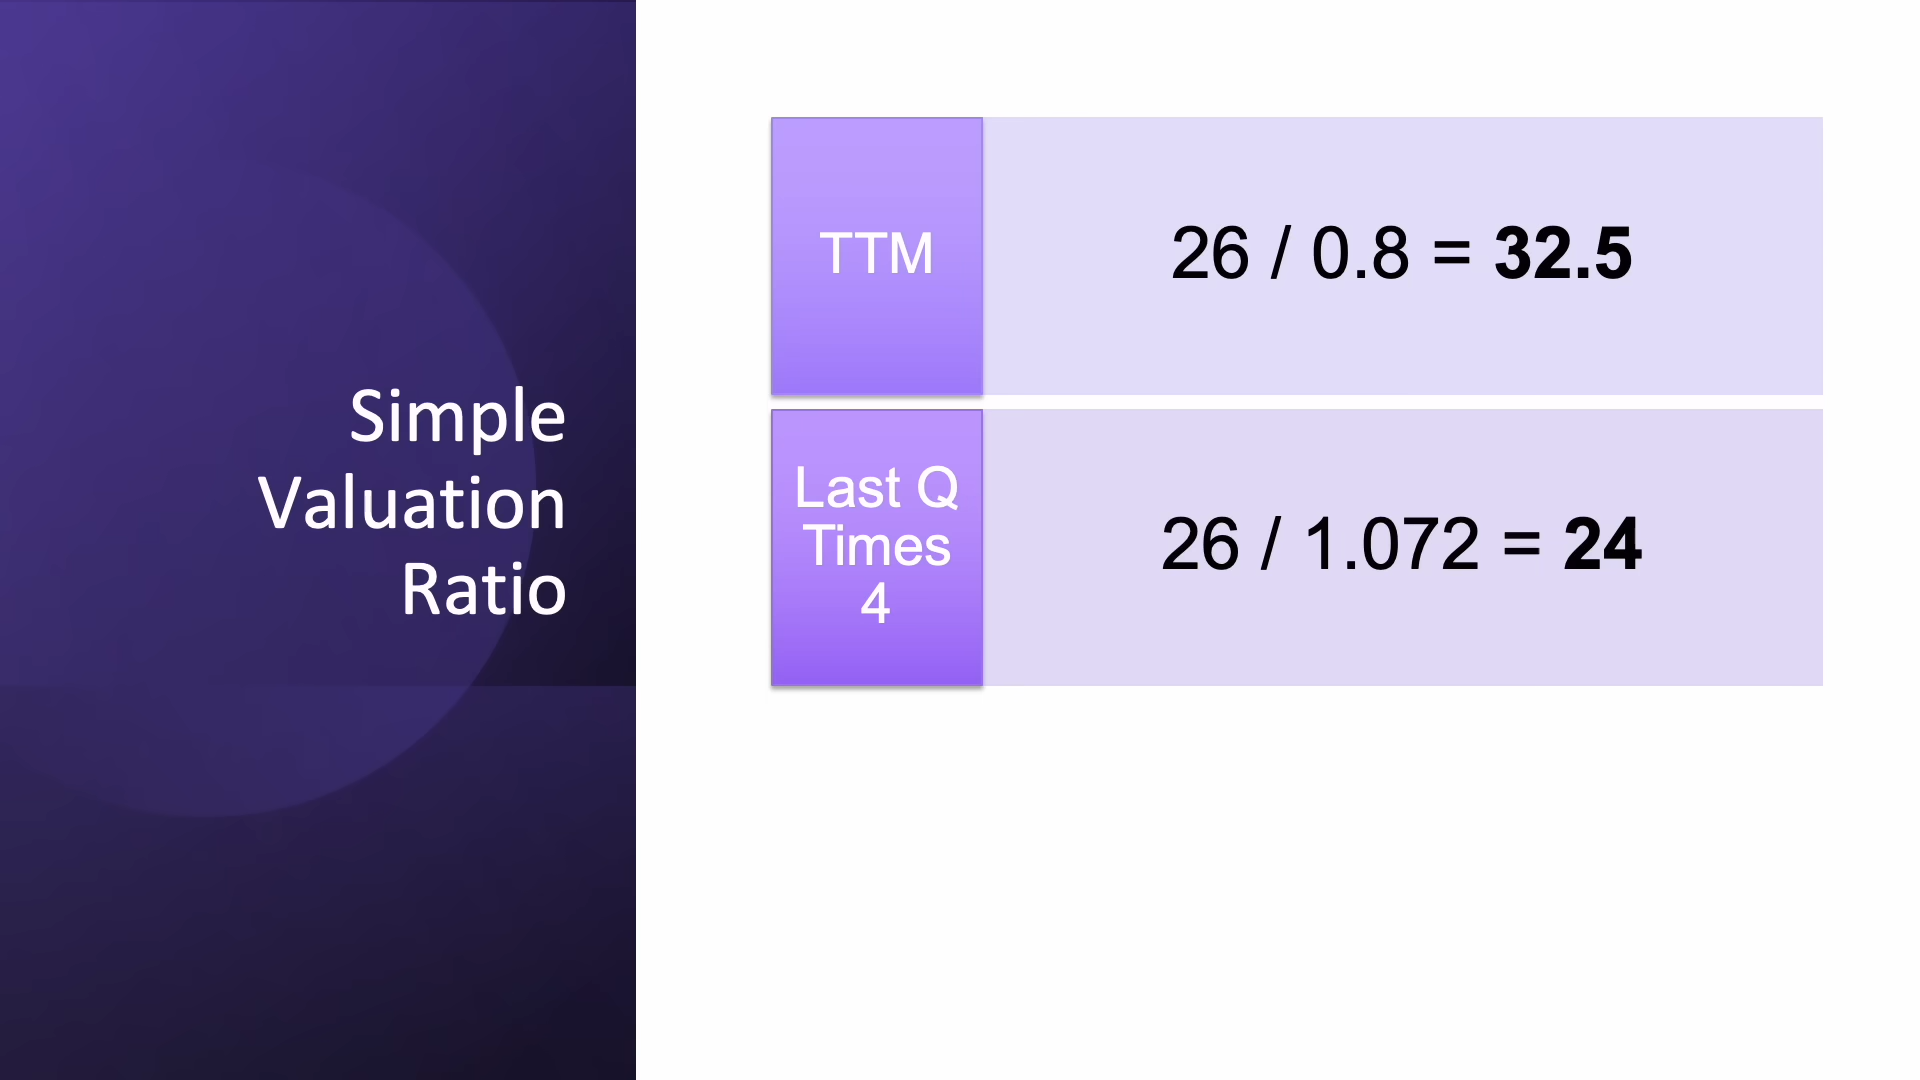 Simple
Valuation
Ratio
TTM
26 / 0.8 = 32.5
Last Q
Times
4
26 / 1.072 = 24